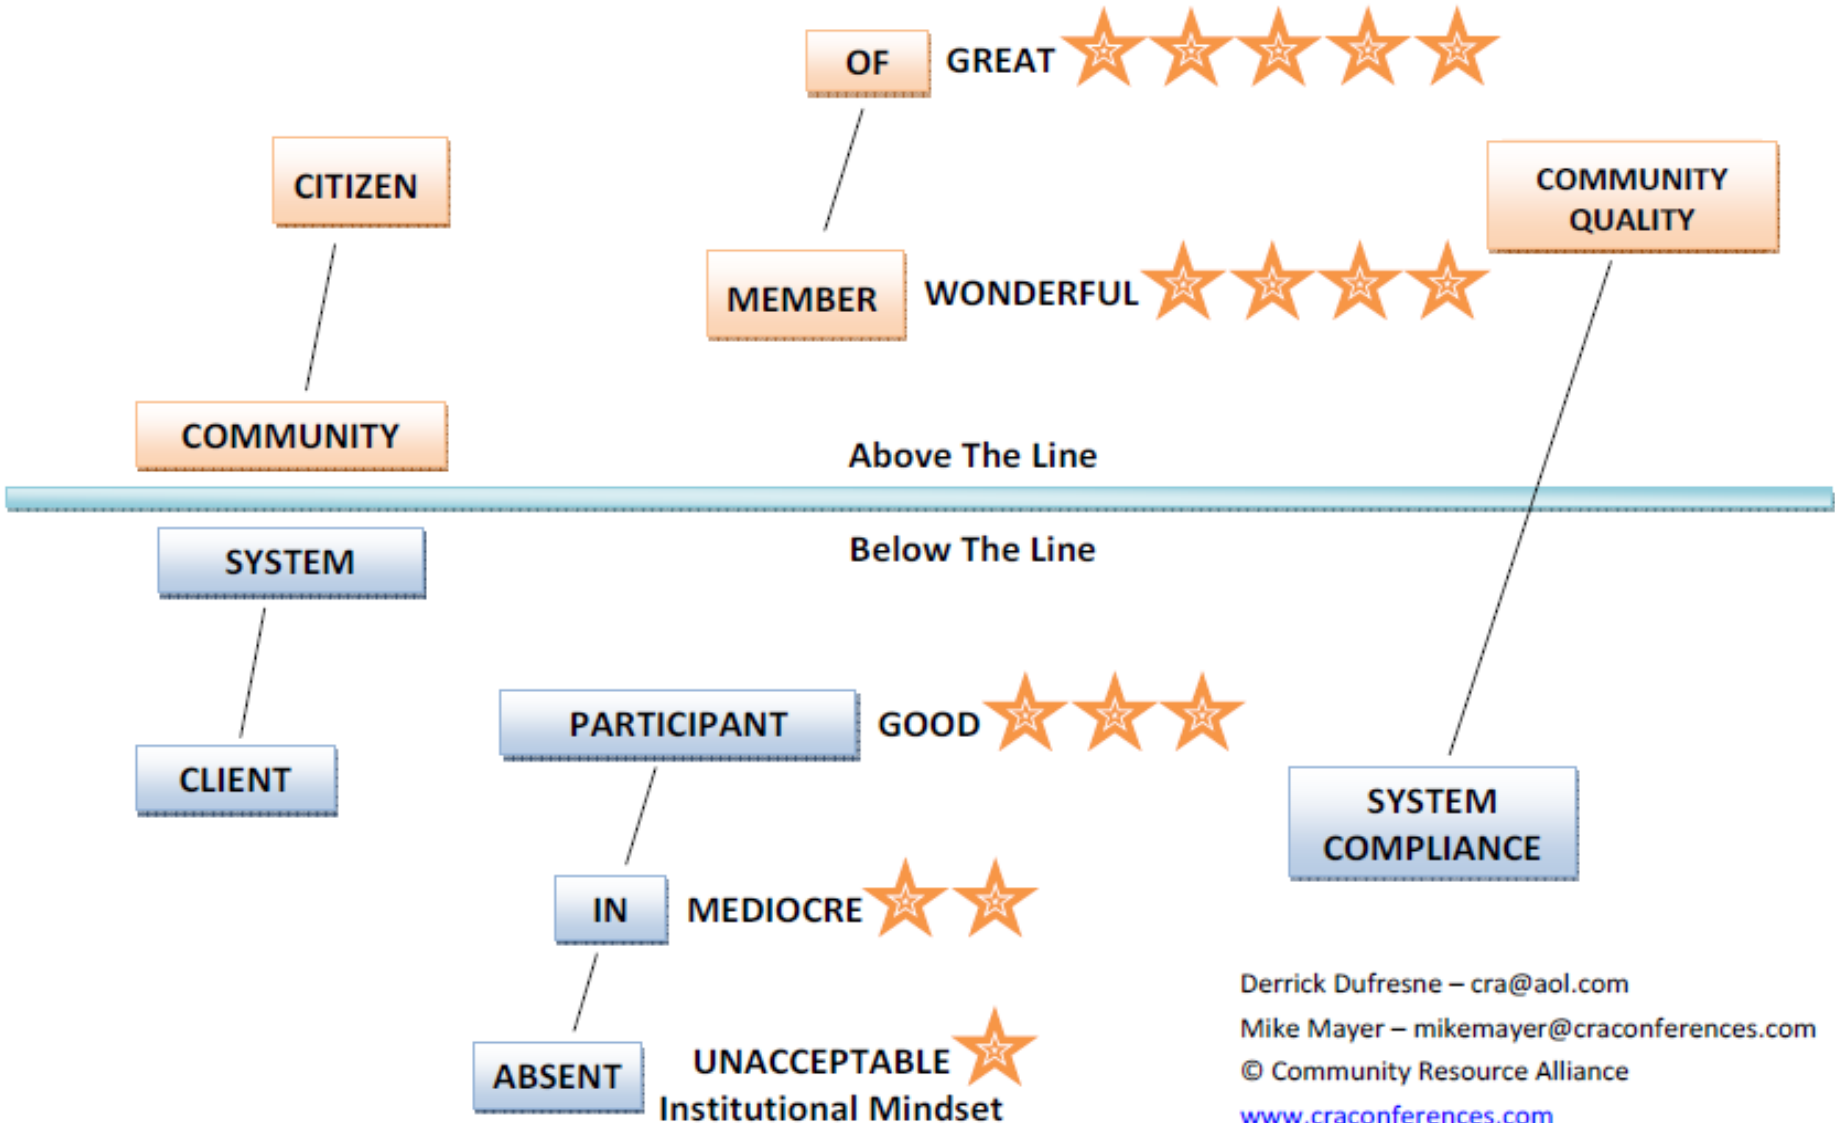 OF GREAT
CITIZEN
COMMUNITY
QUALITY
MEMBER WONDERFUL
COMMUNITY
Above The Line
Below The Line
SYSTEM
PARTICIPANT GOOD
CLIENT
SYSTEM
COMPLIANCE
IN MEDIOCRE
ABSENT UNACCEPTABLE
Institutional Mindset
Derrick Dufresne – cra@aol.com
Mike Mayer – mikemayer@craconferences.com
© Community Resource Alliance
www.craconferences.com